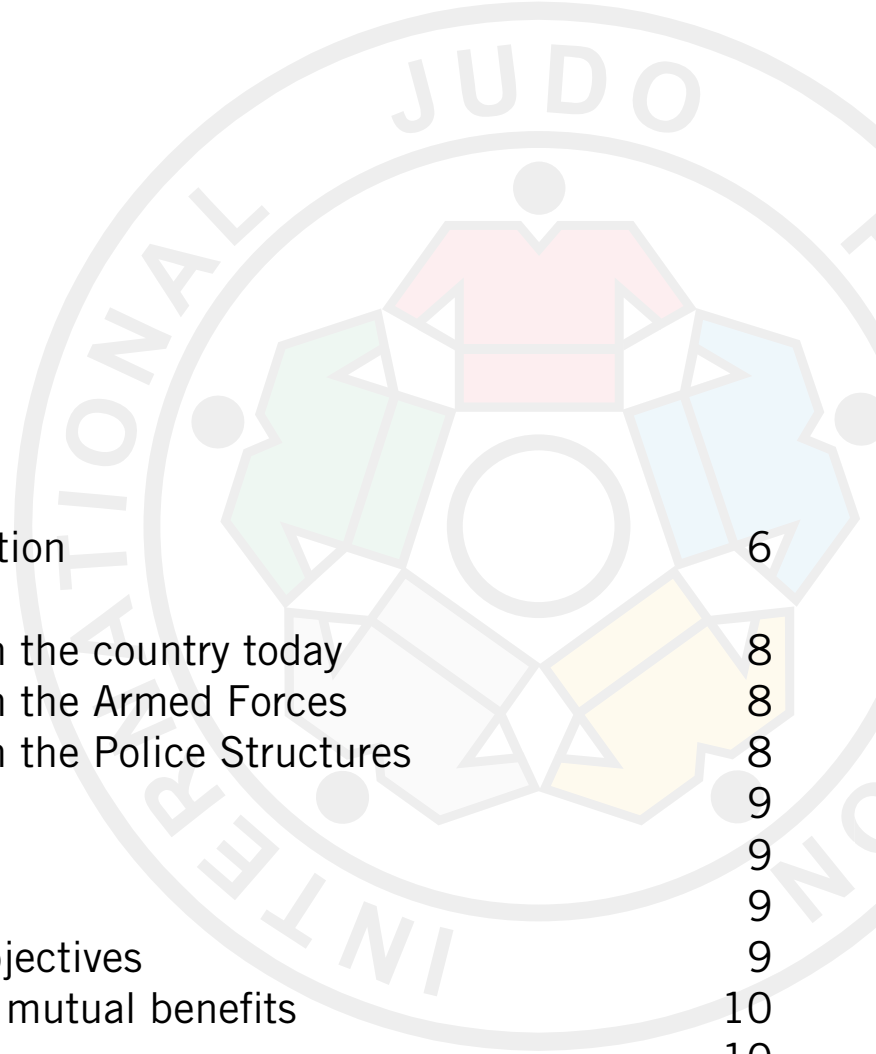 JUDO
INTERNATIONAL
tion 6
n the country today 8
n the Armed Forces 8
n the Police Structures 8
9
9
9
jectives 9
mutual benefits 10
10